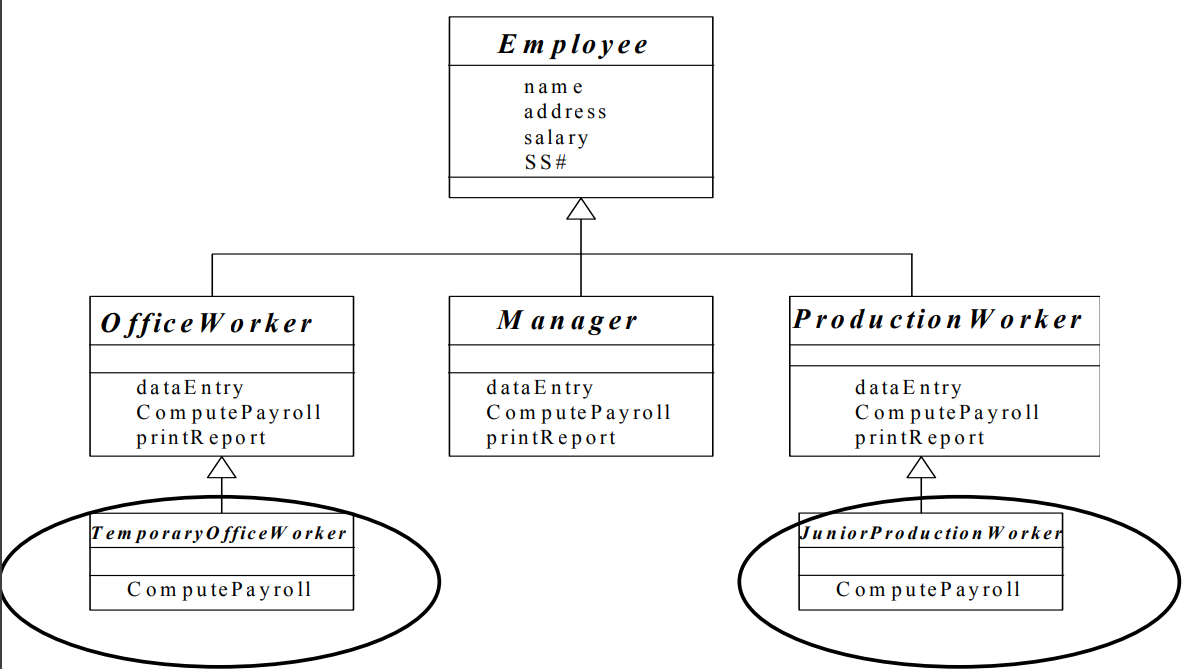 Employee
name
address
salary
SS#
OfficeWorker
dataEntry
ComputePayroll
printReport
Manager
dataEntry
ComputePayroll
printReport
ProductionWorker
dataEntry
ComputePayroll
printReport
TemporaryOfficeWorker
ComputePayroll
JuniorProductionWorker
ComputePayroll